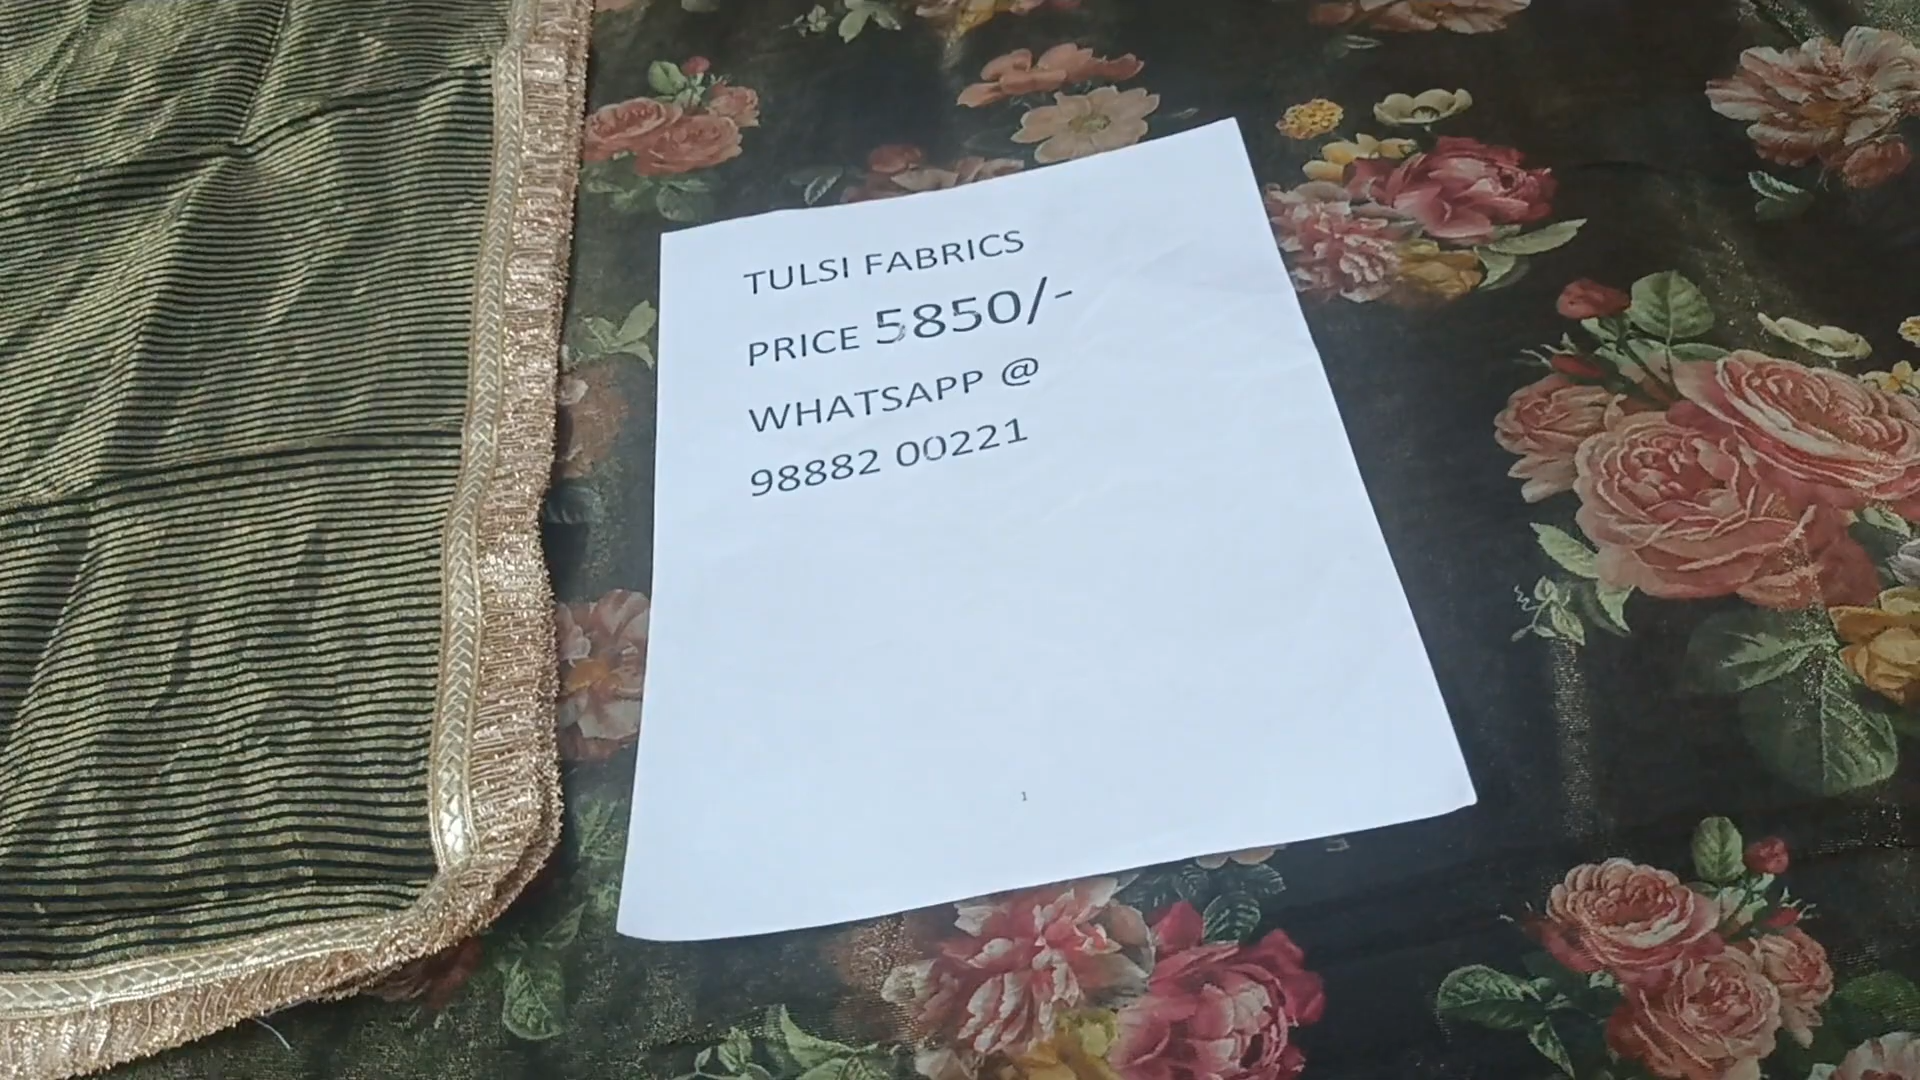 TULSI FABRICS
PRICE 5850/-
WHATSAPP @
98882 00221
1